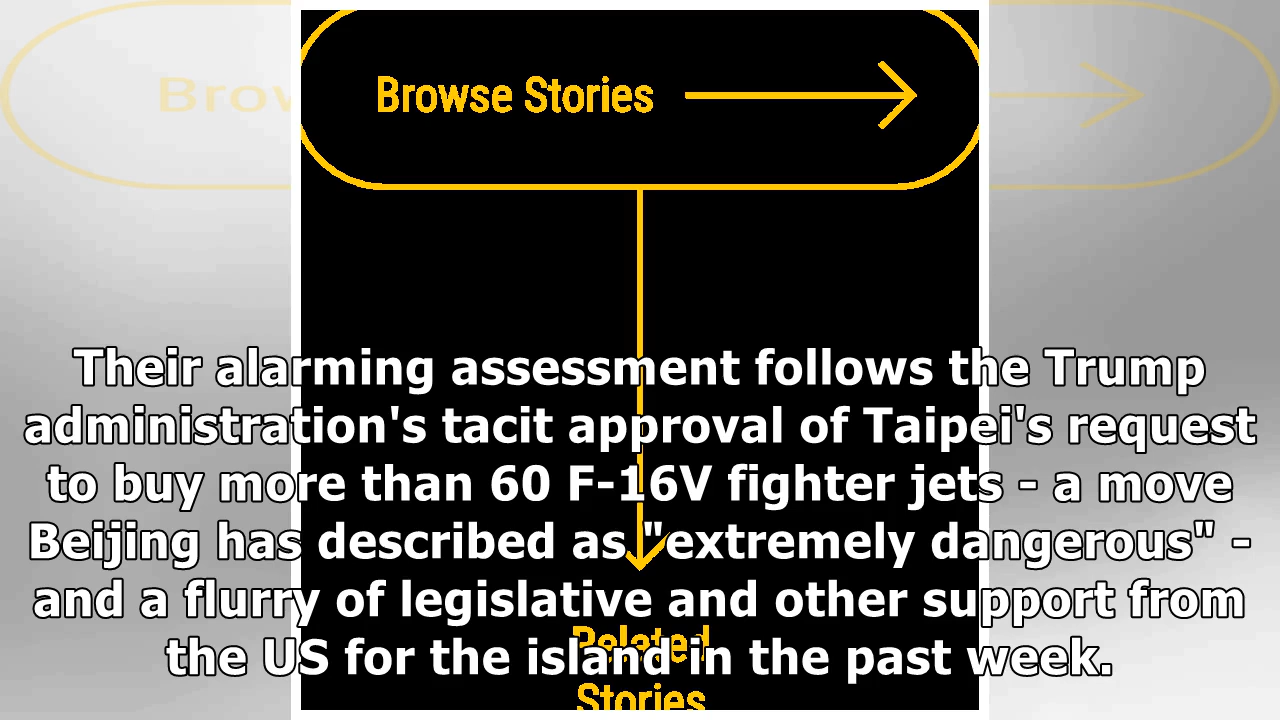 Browse Stories
Their alarming assessment follows the Trump
administration's tacit approval of Taipei's request
to buy more than 60 F-16V fighter jets - a move
Beijing has described as "extremely dangerous" -
and a flurry of legislative and other support from
Related
the US for the island in the past week.
Stories